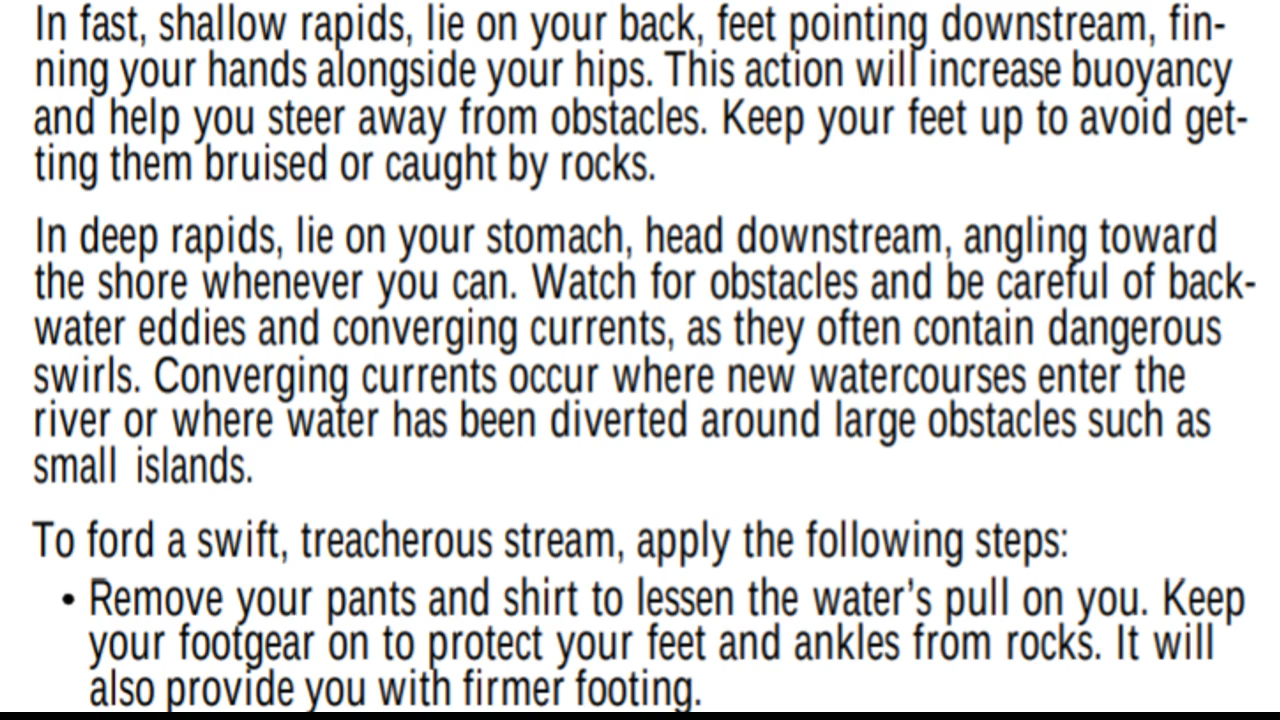 In fast, shallow rapids, lie on your back, feet pointing downstream, fin-
ning your hands alongside your hips. This action will increase buoyancy
and help you steer away from obstacles. Keep your feet up to avoid get-
ting them bruised or caught by rocks.
In deep rapids, lie on your stomach, head downstream, angling toward
the shore whenever you can. Watch for obstacles and be careful of back-
water eddies and converging currents, as they often contain dangerous
swirls. Converging currents occur where new watercourses enter the
river or where water has been diverted around large obstacles such as
small islands.
To ford a swift, treacherous stream, apply the following steps:
• Remove your pants and shirt to lessen the water's pull on you. Keep
your footgear on to protect your feet and ankles from rocks. It will
also provide you with firmer footing.